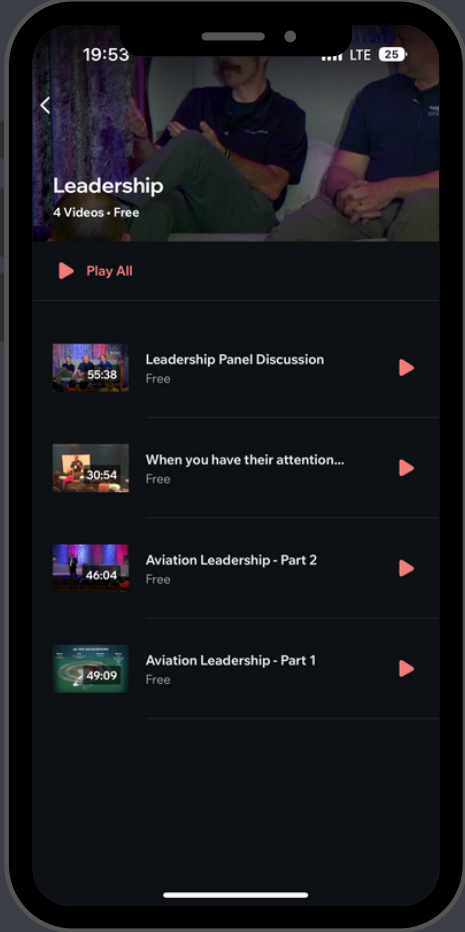 19:53
LTE
25
Leadership
4 Videos • Free
Play All
55:38
Leadership Panel Discussion
Free
30:54
When you have their attention...
Free
46:04
Aviation Leadership - Part 2
Free
49:09
Aviation Leadership - Part 1
Free